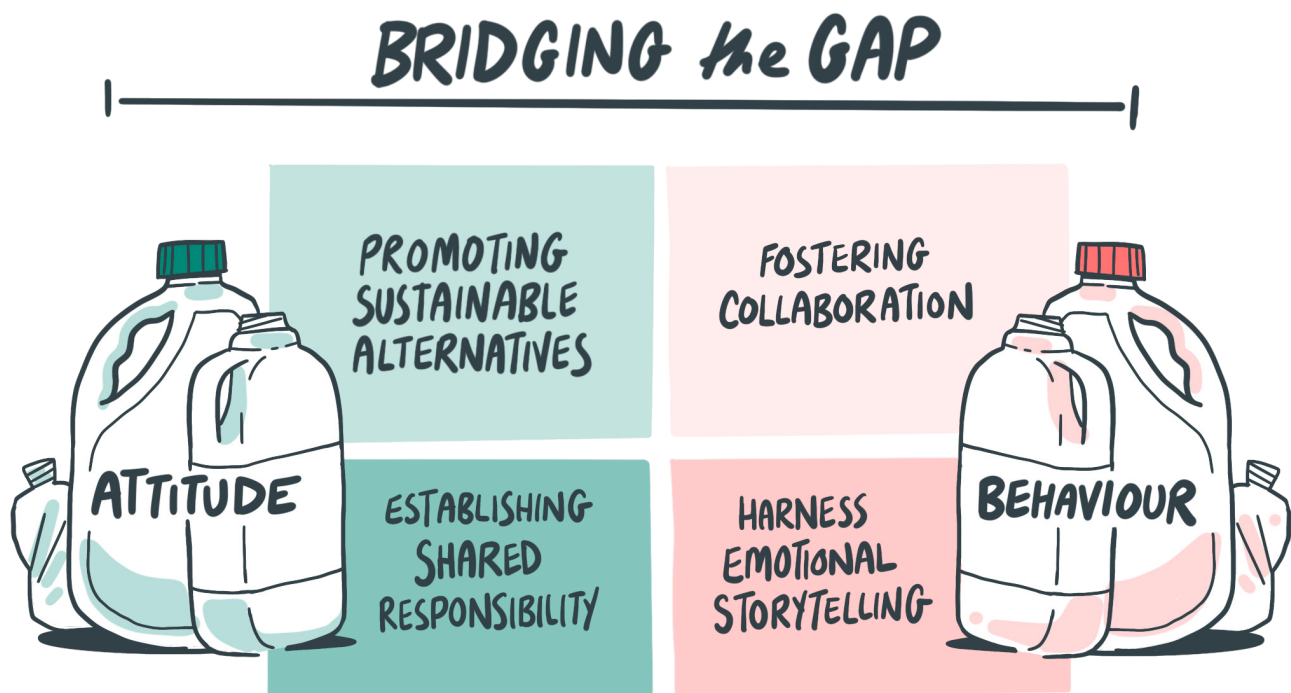 BRIDGING the GAP
PROMOTING
SUSTAINABLE
ALTERNATIVES
FOSTERING
COLLABORATION
ATTITUDE
ESTABLISHING
SHARED
RESPONSIBILITY
HARNESS
EMOTIONAL
STORYTELLING
BEHAVIOUR